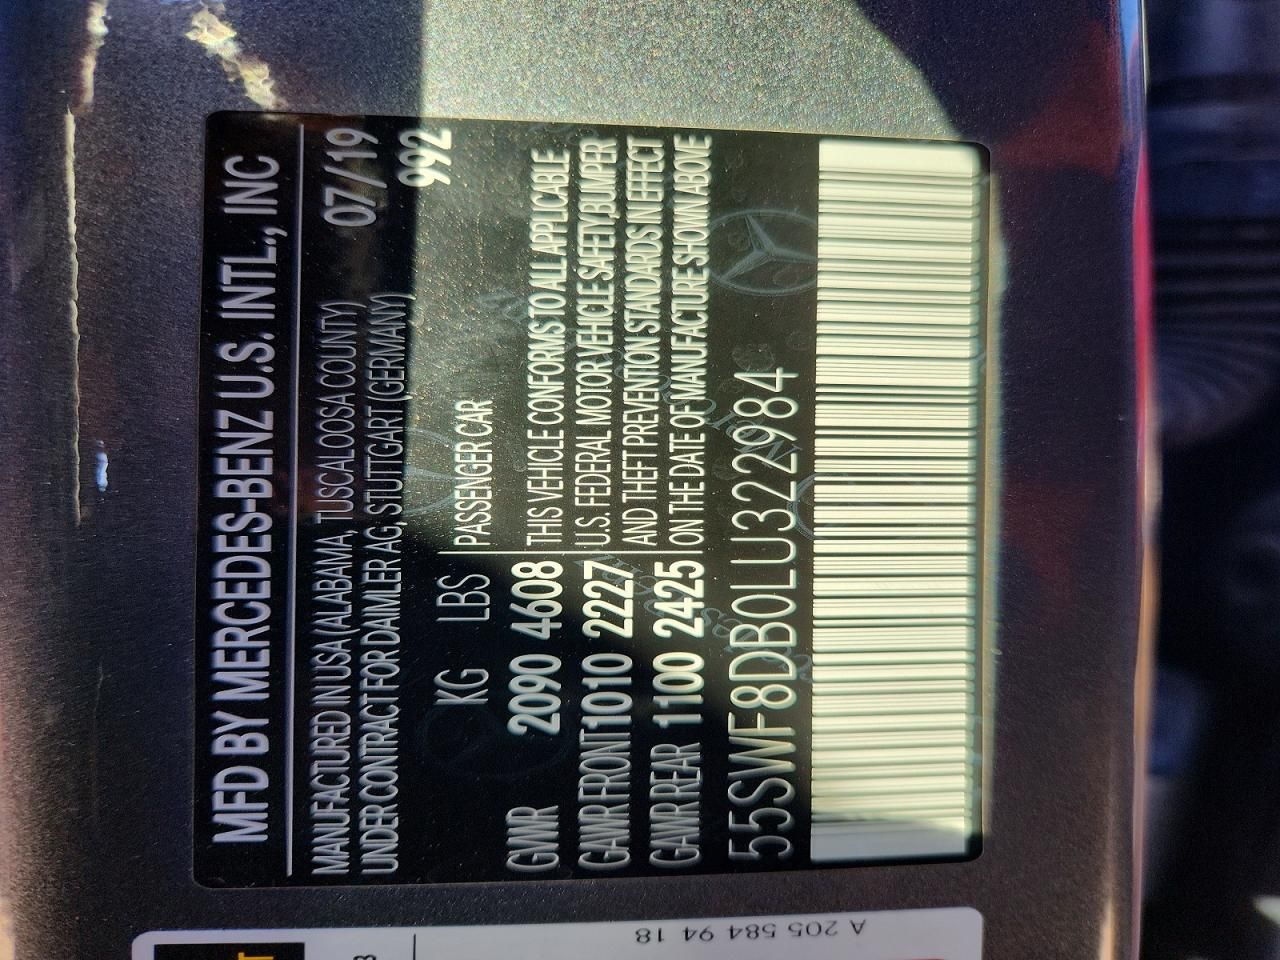 MFD BY MERCEDES-BENZ U.S. INTL., INC
MANUFACTURED IN USA (ALABAMA, TUSCALOOSA COUNTY) 07/19
UNDER CONTRACT FOR DAIMLER AG, STUTTGART (GERMANY) 992
KG LBS PASSENGER CAR
GWR 2090 4608 THIS VEHICLE CONFORMS TO ALL APPLICABLE
GAWR FRONT 1010 2227 U.S. FEDERAL MOTOR VEHICLE SAFETY,BUMPER
GAWR REAR 1100 2425 AND THEFT PREVENTION STANDARDS IN EFFECT
ON THE DATE OF MANUFACTURE SHOWN ABOVE
55SWF8DB0LU322984
A 205 584 94 18